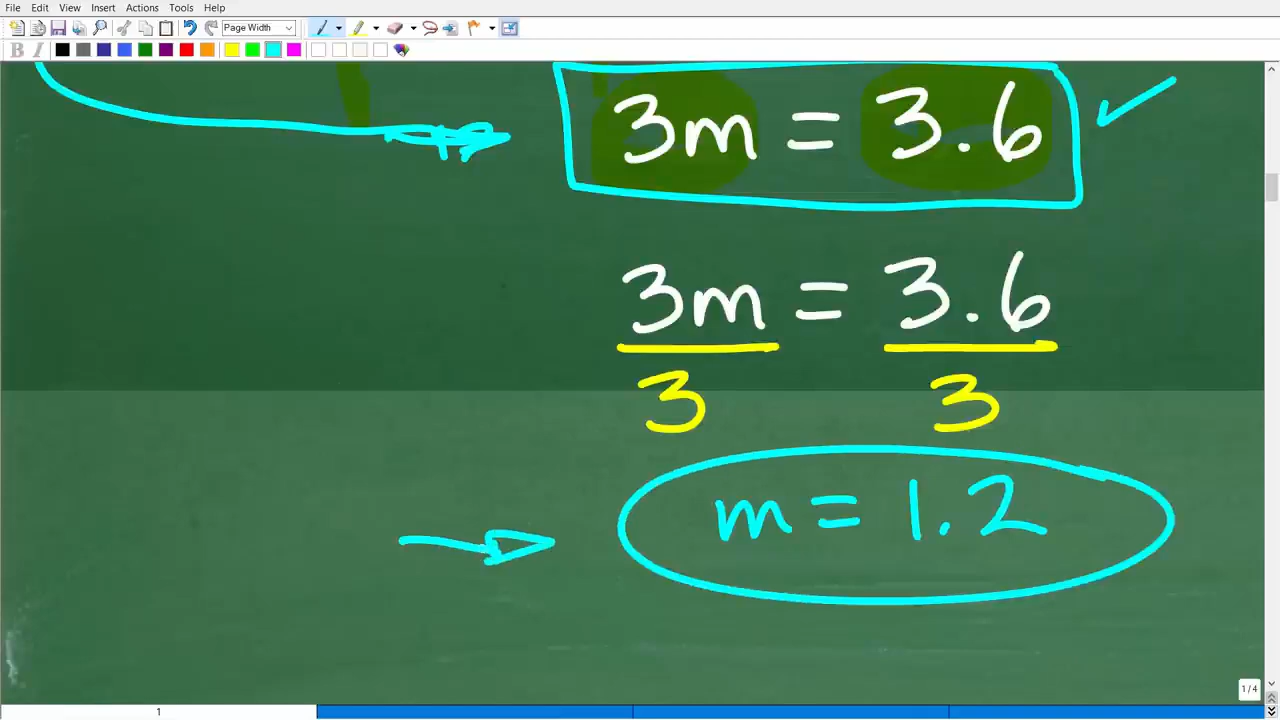 File Edit View Insert Actions Tools Help
Page Width
B I
3m = 3.6
3m = 3.6
3 3
m = 1.2
1/4
1